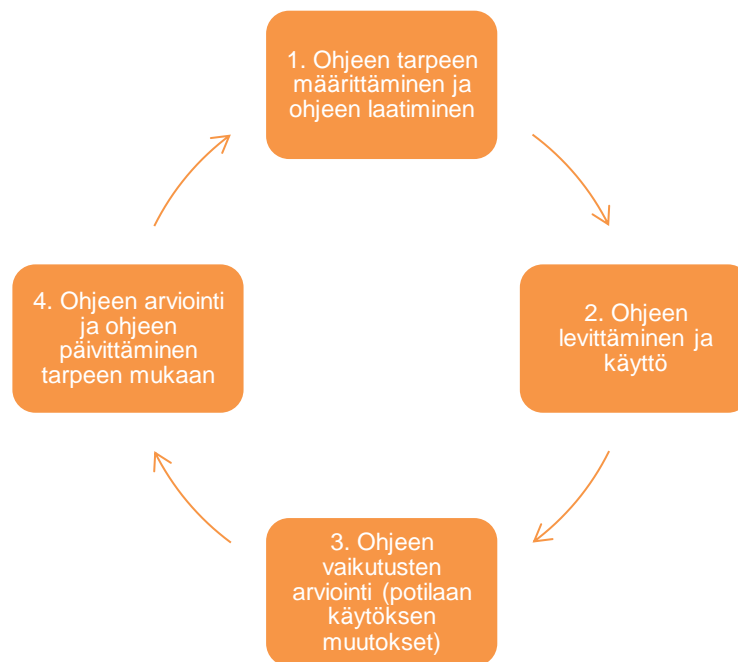 1. Ohjeen tarpeen
määrittäminen ja
ohjeen laatiminen
2. Ohjeen
levittäminen ja
käyttö
3. Ohjeen
vaikutusten
arviointi (potilaan
käytöksen
muutokset)
4. Ohjeen arviointi
ja ohjeen
päivittäminen
tarpeen mukaan